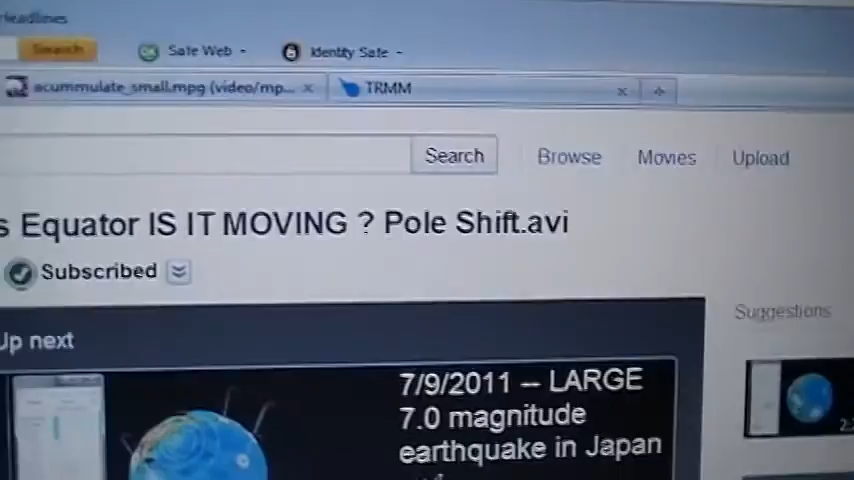 Headlines
Search
Safe Web
Identity Safe
acummulate_small.mpg (video/mp...
TRMM
Search
Browse
Movies
Upload
s Equator IS IT MOVING ? Pole Shift.avi
Subscribed
Suggestions
Up next
7/9/2011 -- LARGE
7.0 magnitude
earthquake in Japan